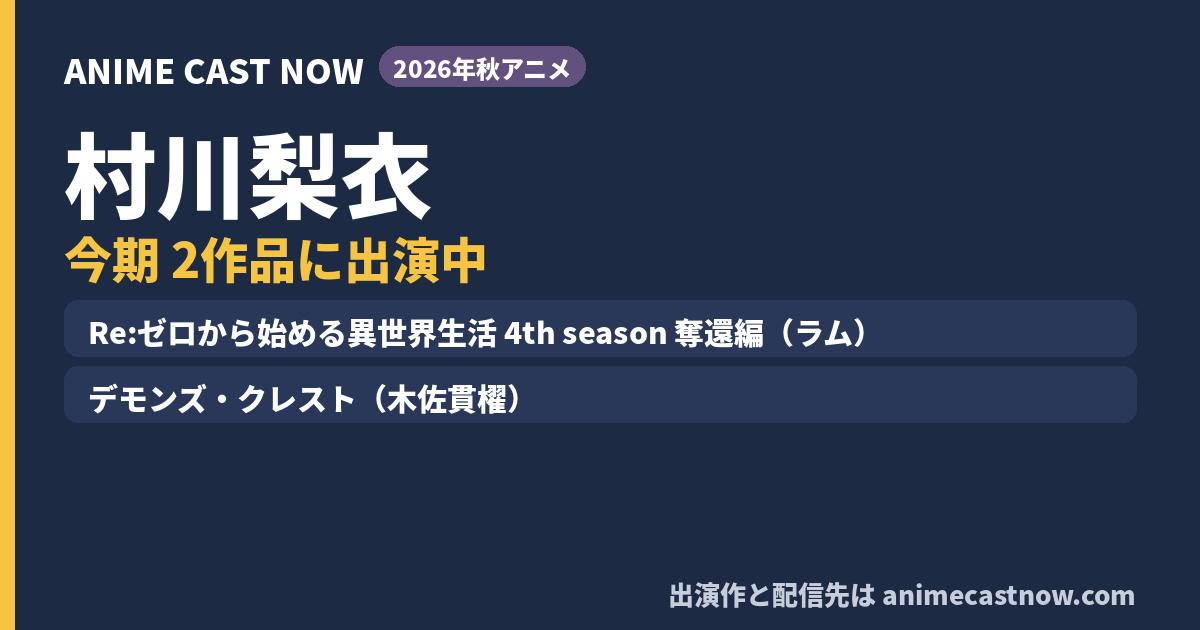 ANIME CAST NOW 2026年秋アニメ
村川梨衣
今期 2作品に出演中
Re:ゼロから始める異世界生活 4th season 奪還編（ラム）
デモンズ・クレスト（木佐貫櫂）
出演作と配信先は animecastnow.com